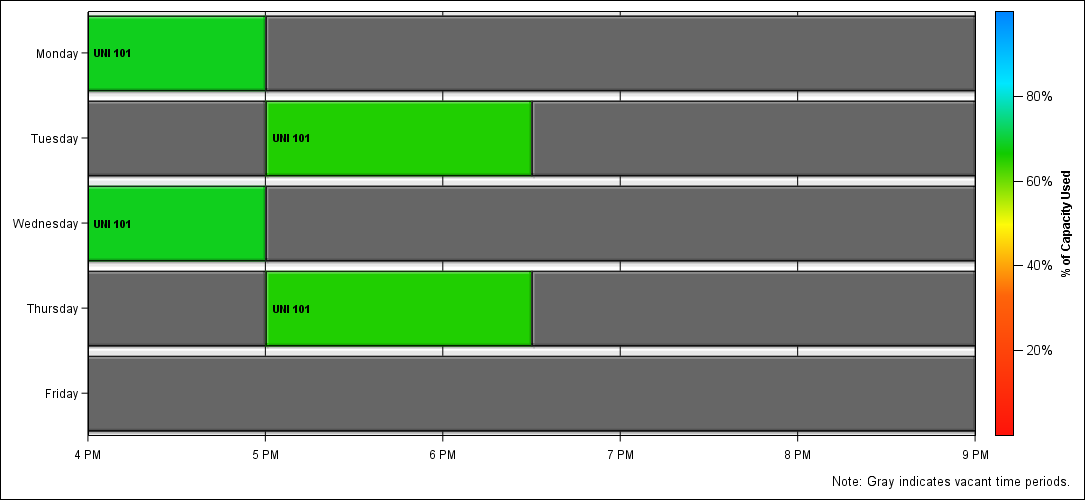 Monday
UNI 101
Tuesday
UNI 101
Wednesday
UNI 101
Thursday
UNI 101
Friday
4 PM 5 PM 6 PM 7 PM 8 PM 9 PM
80%
60%
40%
20%
% of Capacity Used
Note: Gray indicates vacant time periods.